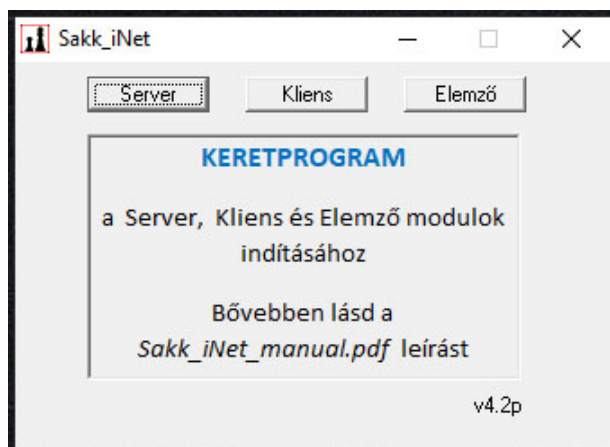 Sakk_iNet
Server Kliens Elemző
KERETPROGRAM
a Server, Kliens és Elemző modulok
indításához
Bővebben lásd a
Sakk_iNet_manual.pdf leírást
v4.2p